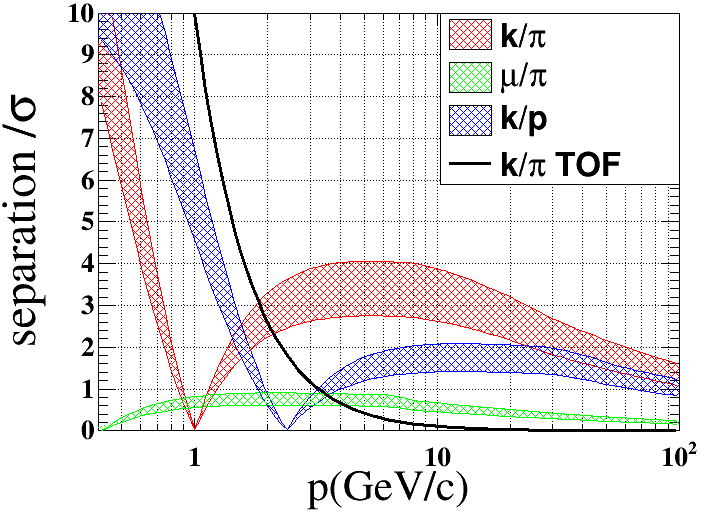 separation /σ
10
9
8
7
6
5
4
3
2
1
0
k/π
μ/π
k/p
k/π TOF
1
10
10²
p(GeV/c)